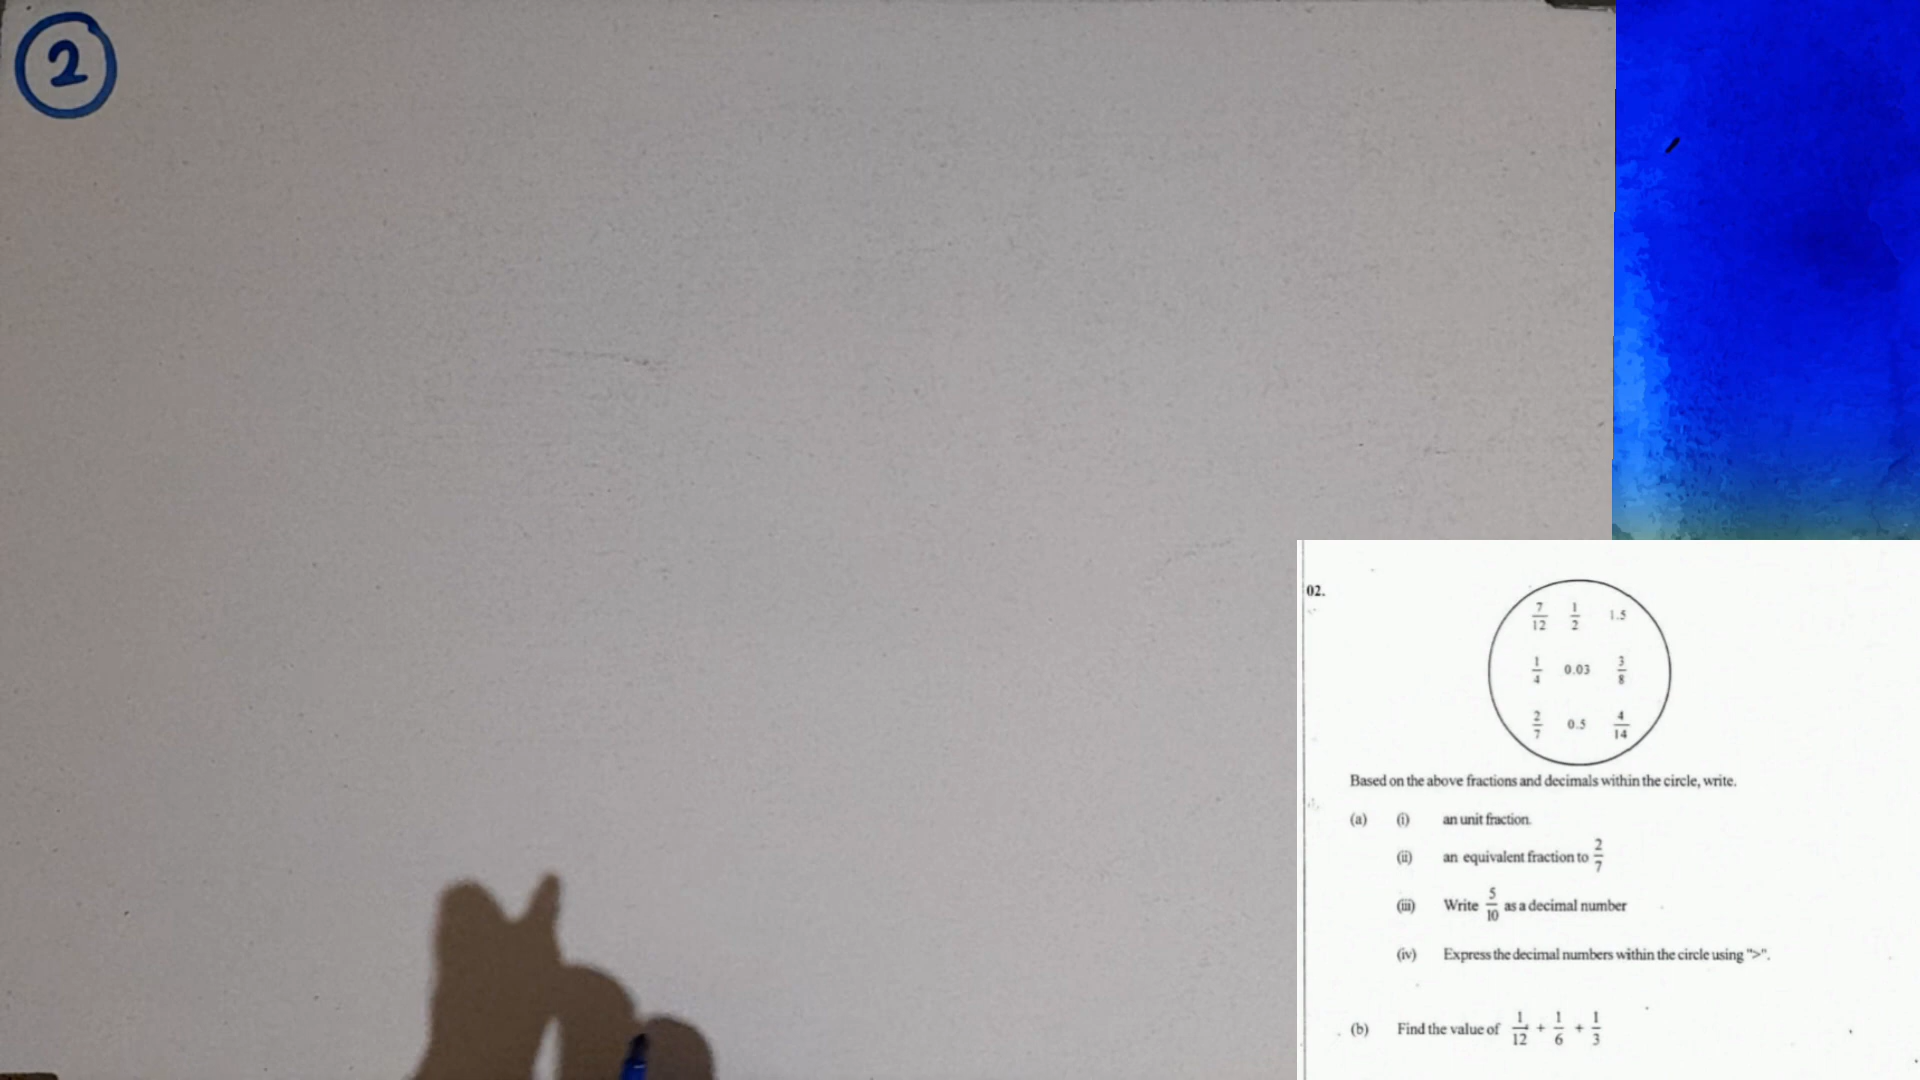 2
02.
7/12 1/2 1.5
1/4 0.03 3/8
2/7 0.5 4/14
Based on the above fractions and decimals within the circle, write.
(a) (i) an unit fraction.
(ii) an equivalent fraction to 2/7
(iii) Write 5/10 as a decimal number
(iv) Express the decimal numbers within the circle using ">".
(b) Find the value of 1/12 + 1/6 + 1/3